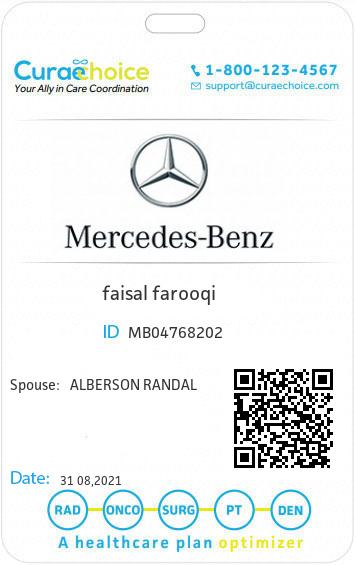 Curaechoice
Your Ally in Care Coordination
1-800-123-4567
support@curaechoice.com
Mercedes-Benz
faisal farooqi
ID MB04768202
Spouse: ALBERSON RANDAL
Date: 31 08,2021
RAD ONCO SURG PT DEN
A healthcare plan optimizer